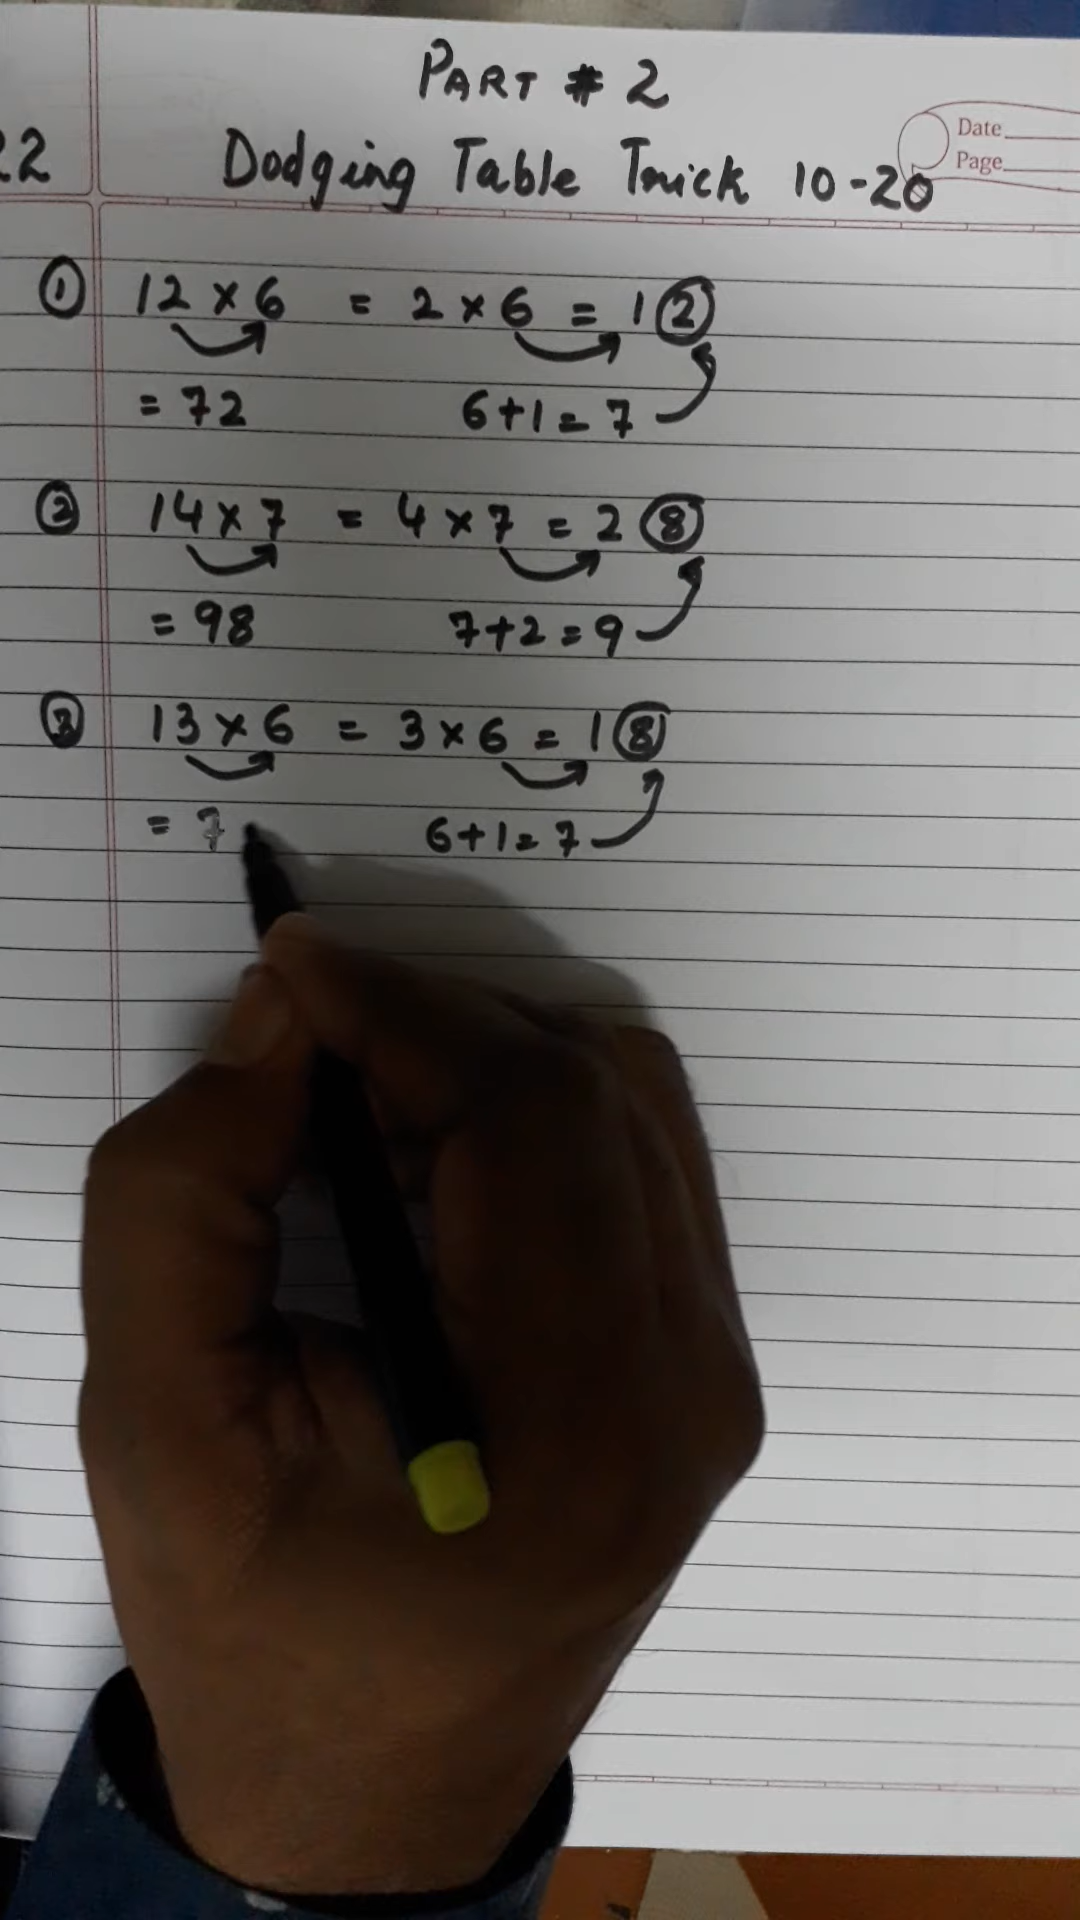 PART # 2
Date
Page
22
Dodging Table Trick 10-20
① 12 × 6 = 2 × 6 = 1②
= 72 6+1=7
② 14 × 7 = 4 × 7 = 2⑧
= 98 7+2=9
③ 13 × 6 = 3 × 6 = 1⑧
= 7 6+1=7